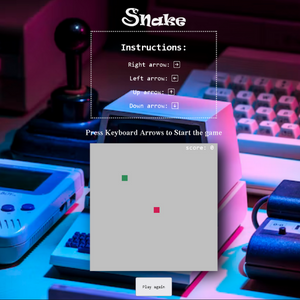 Snake
Instructions:
Right arrow: →
Left arrow: ←
Up arrow: ↑
Down arrow: ↓
Press Keyboard Arrows to Start the game
score: 0
Play again